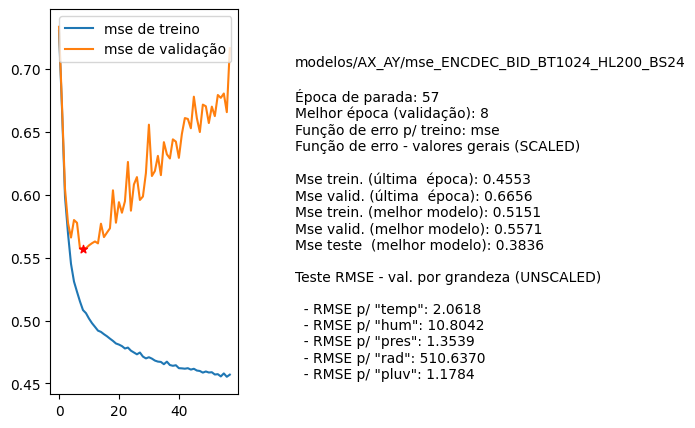 mse de treino
mse de validação
0.70
0.65
0.60
0.55
0.50
0.45
0
20
40
modelos/AX_AY/mse_ENCDEC_BID_BT1024_HL200_BS24
Época de parada: 57
Melhor época (validação): 8
Função de erro p/ treino: mse
Função de erro - valores gerais (SCALED)
Mse trein. (última  época): 0.4553
Mse valid. (última  época): 0.6656
Mse trein. (melhor modelo): 0.5151
Mse valid. (melhor modelo): 0.5571
Mse teste  (melhor modelo): 0.3836
Teste RMSE - val. por grandeza (UNSCALED)
- RMSE p/ "temp": 2.0618
- RMSE p/ "hum": 10.8042
- RMSE p/ "pres": 1.3539
- RMSE p/ "rad": 510.6370
- RMSE p/ "pluv": 1.1784